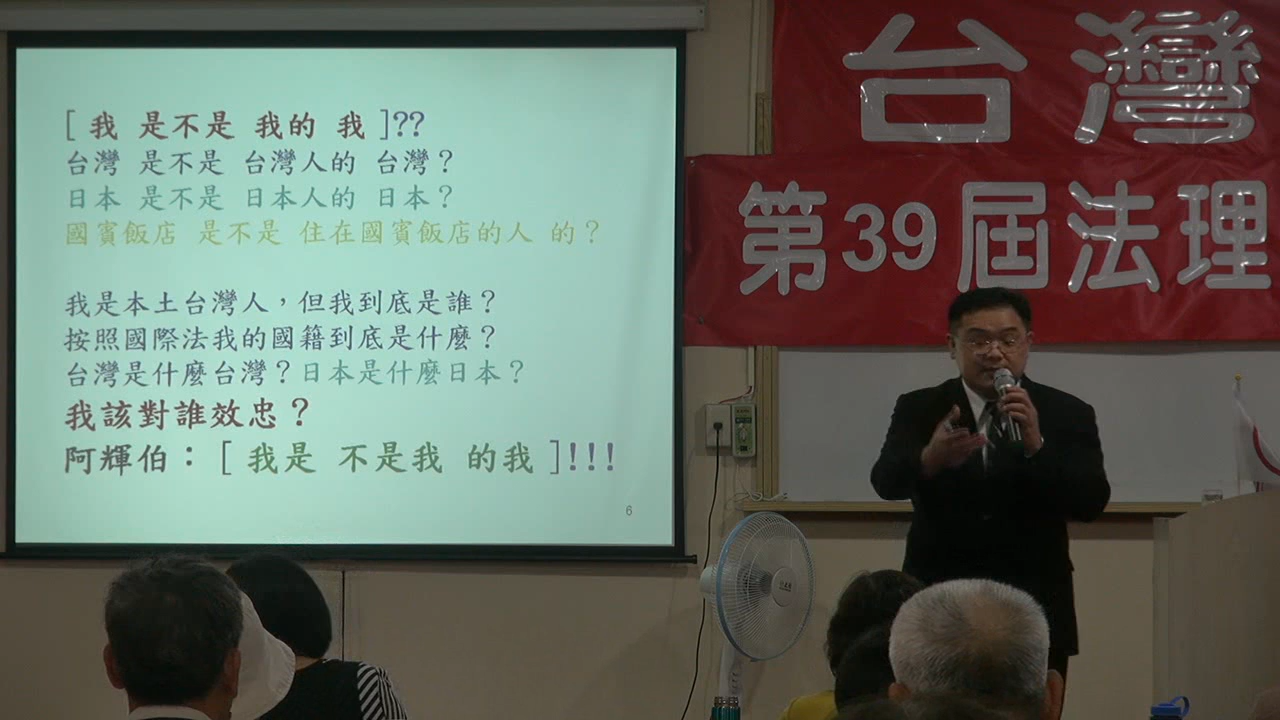 [ 我 是不是 我的 我 ]??
台灣 是不是 台灣人的 台灣？
日本 是不是 日本人的 日本？
國賓飯店 是不是 住在國賓飯店的人 的？
我是本土台灣人，但我到底是誰？
按照國際法我的國籍到底是什麼？
台灣是什麼台灣？日本是什麼日本？
我該對誰效忠？
阿輝伯： [ 我是 不是我 的我 ]!!!
6
台灣
第39屆法理